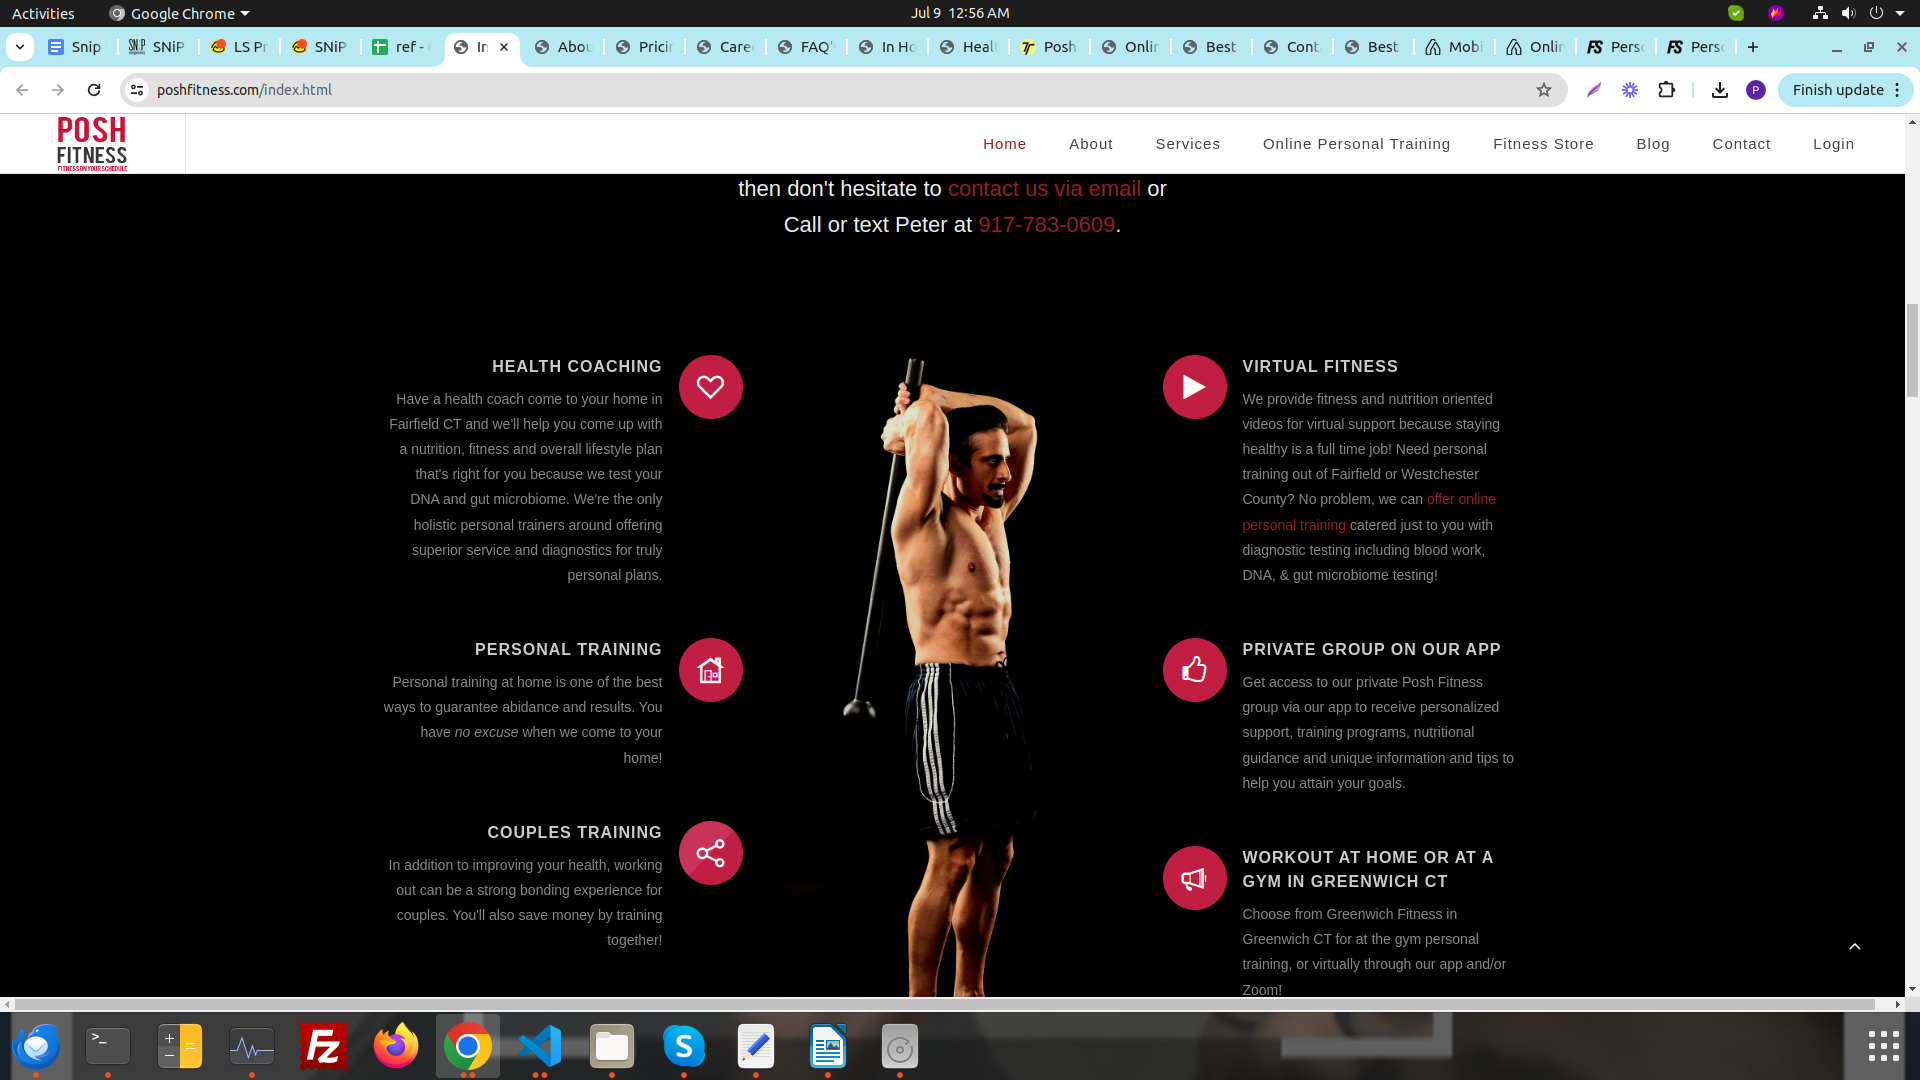 Activities
Google Chrome
Jul 9 12:56 AM
Snip
SNiP
LS Pr
SNiP
ref -
In
Abou
Pricin
Care
FAQ's
In Ho
Healt
Posh
Onlin
Best
Cont
Best
Mobi
Onlin
Perso
Perso
poshfitness.com/index.html
P
Finish update
POSH
FITNESS
FITNESS ON YOUR SCHEDULE
Home
About
Services
Online Personal Training
Fitness Store
Blog
Contact
Login
then don't hesitate to contact us via email or
Call or text Peter at 917-783-0609.
HEALTH COACHING
Have a health coach come to your home in
Fairfield CT and we'll help you come up with
a nutrition, fitness and overall lifestyle plan
that's right for you because we test your
DNA and gut microbiome. We're the only
holistic personal trainers around offering
superior service and diagnostics for truly
personal plans.
PERSONAL TRAINING
Personal training at home is one of the best
ways to guarantee abidance and results. You
have no excuse when we come to your
home!
COUPLES TRAINING
In addition to improving your health, working
out can be a strong bonding experience for
couples. You'll also save money by training
together!
VIRTUAL FITNESS
We provide fitness and nutrition oriented
videos for virtual support because staying
healthy is a full time job! Need personal
training out of Fairfield or Westchester
County? No problem, we can offer online
personal training catered just to you with
diagnostic testing including blood work,
DNA, & gut microbiome testing!
PRIVATE GROUP ON OUR APP
Get access to our private Posh Fitness
group via our app to receive personalized
support, training programs, nutritional
guidance and unique information and tips to
help you attain your goals.
WORKOUT AT HOME OR AT A
GYM IN GREENWICH CT
Choose from Greenwich Fitness in
Greenwich CT for at the gym personal
training, or virtually through our app and/or
Zoom!